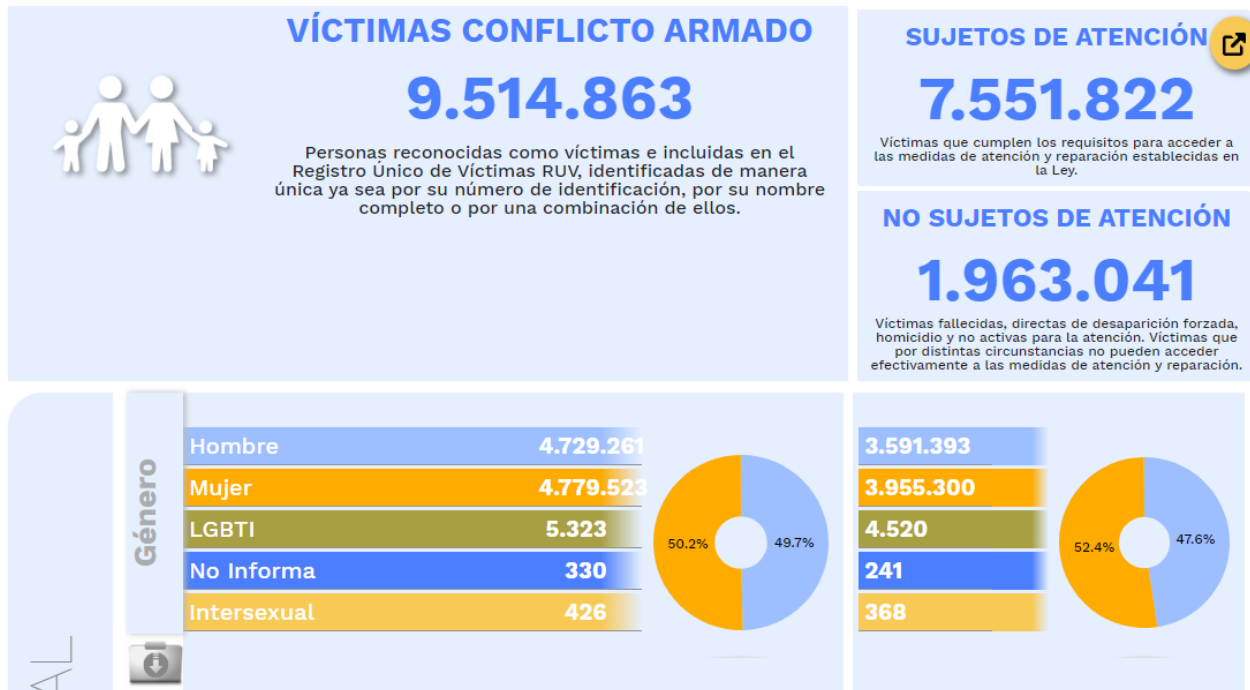 VÍCTIMAS CONFLICTO ARMADO
9.514.863
Personas reconocidas como víctimas e incluidas en el
Registro Único de Víctimas RUV, identificadas de manera
única ya sea por su número de identificación, por su nombre
completo o por una combinación de ellos.
SUJETOS DE ATENCIÓN
7.551.822
Víctimas que cumplen los requisitos para acceder a
las medidas de atención y reparación establecidas en
la Ley.
NO SUJETOS DE ATENCIÓN
1.963.041
Víctimas fallecidas, directas de desaparición forzada,
homicidio y no activas para la atención. Víctimas que
por distintas circunstancias no pueden acceder
efectivamente a las medidas de atención y reparación.
Género
Hombre 4.729.261
Mujer 4.779.523
LGBTI 5.323
No Informa 330
Intersexual 426
50.2% 49.7%
3.591.393
3.955.300
4.520
241
368
52.4% 47.6%